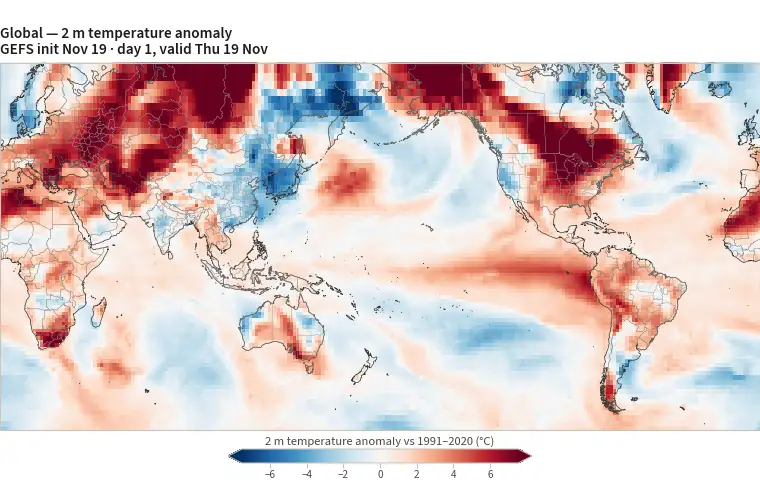 Global — 2 m temperature anomaly
GEFS init Nov 19 · day 1, valid Thu 19 Nov
2 m temperature anomaly vs 1991–2020 (°C)
−6 −4 −2 0 2 4 6